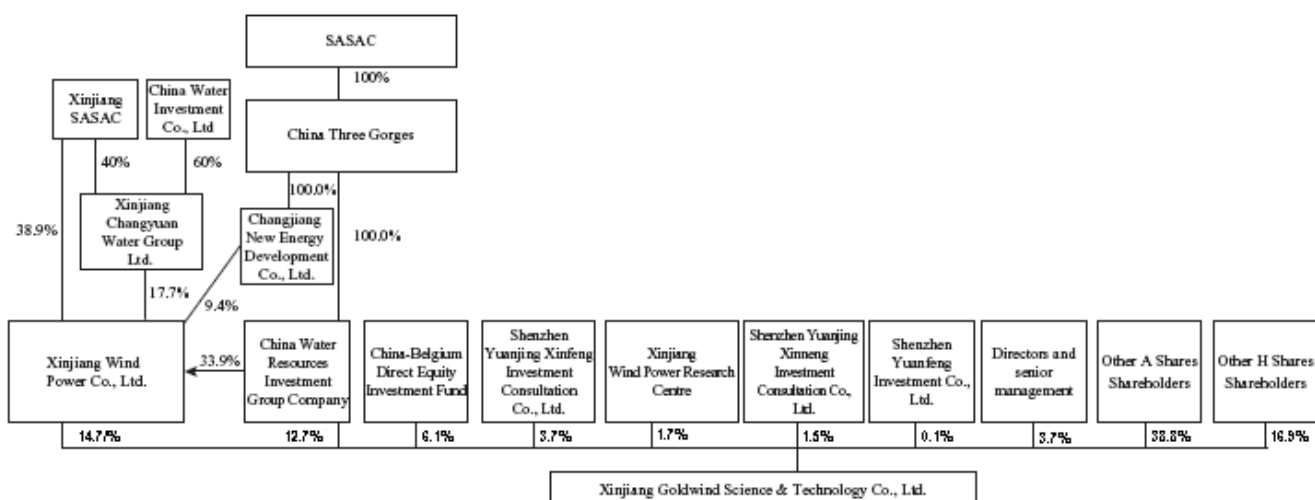 SASAC
100%
Xinjiang
SASAC
China Water
Investment
Co., Ltd
China Three Gorges
40%
60%
100.0%
38.9%
Xinjiang
Changyuan
Water Group
Ltd.
Changjiang
New Energy
Development
Co., Ltd.
100.0%
17.7%
9.4%
Xinjiang Wind
Power Co., Ltd.
33.9%
China Water
Resources
Investment
Group Company
China-Belgium
Direct Equity
Investment Fund
Shenzhen
Yuanjing Xinfeng
Investment
Consultation
Co., Ltd.
Xinjiang
Wind Power Research
Centre
Shenzhen Yuanjing
Xinneng
Investment
Consultation Co,
Ltd.
Shenzhen
Yuanfeng
Investment Co.,
Ltd.
Directors and
senior
management
Other A Shares
Shareholders
Other H Shares
Shareholders
14.7%
12.7%
6.1%
3.7%
1.7%
1.5%
0.1%
3.7%
38.8%
16.9%
Xinjiang Goldwind Science & Technology Co., Ltd.